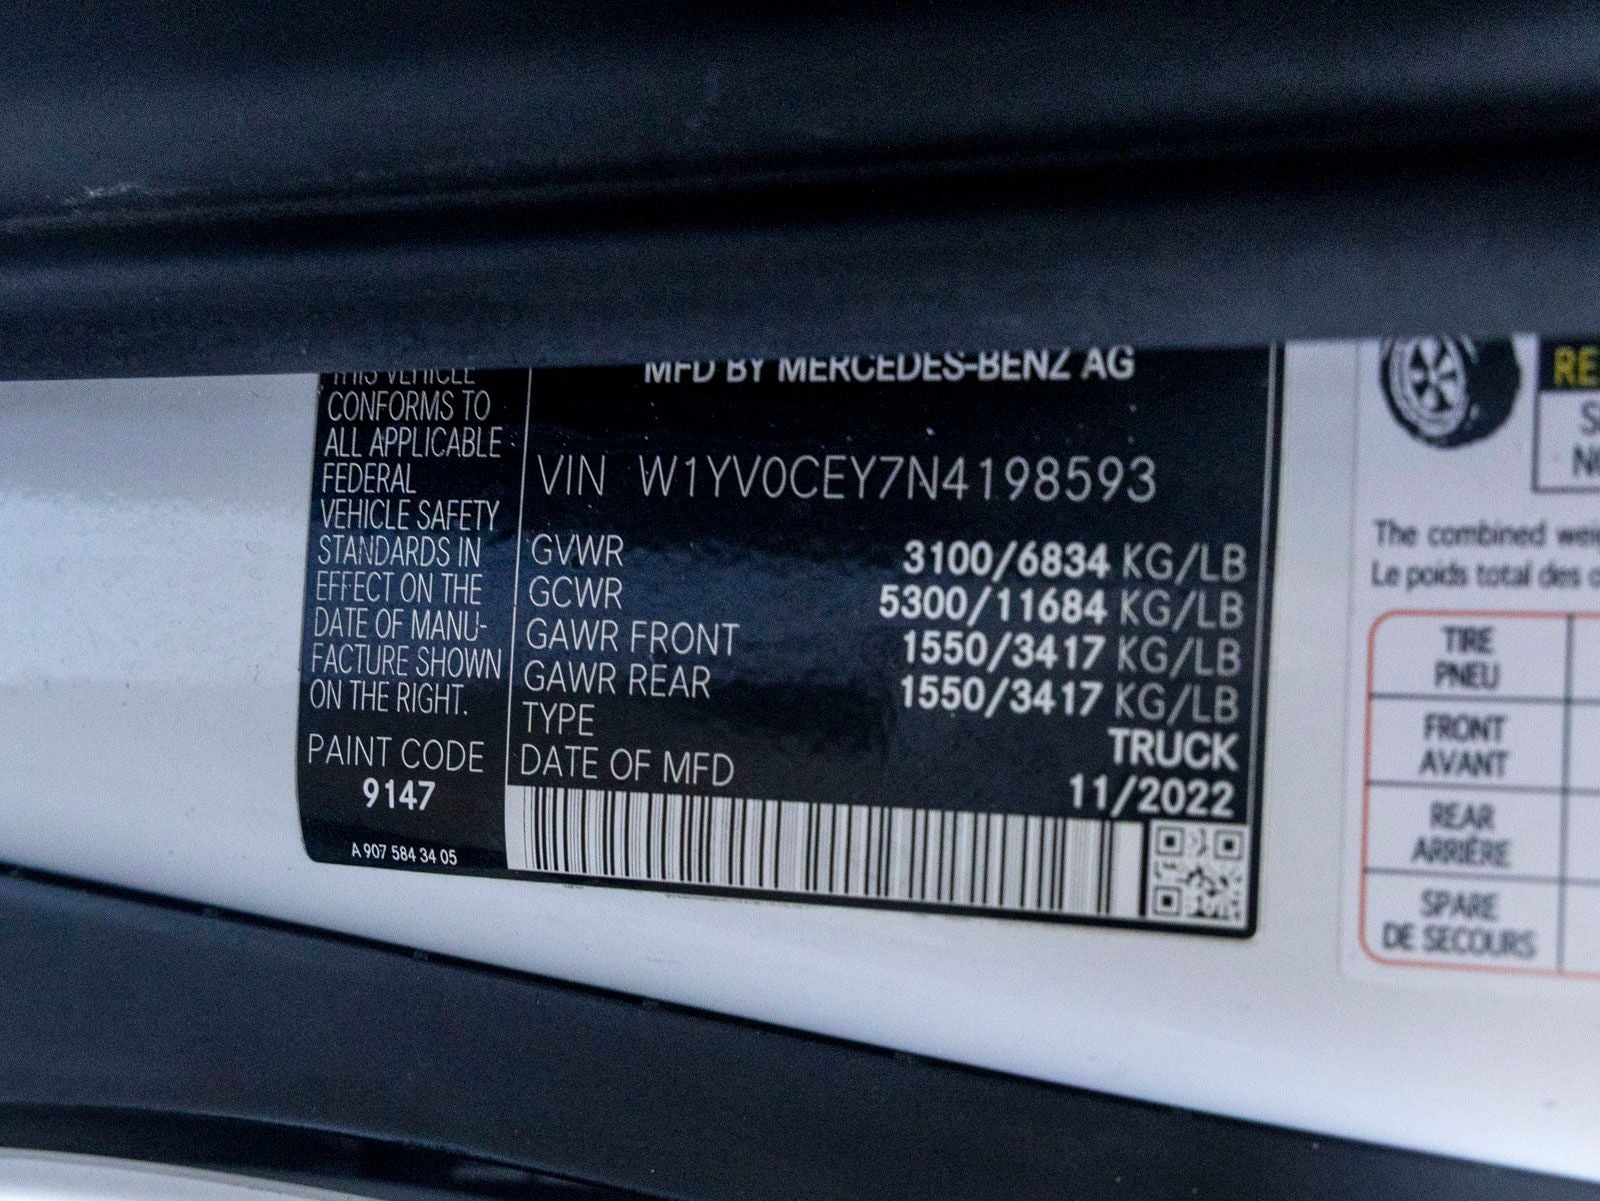 THIS VEHICLE
CONFORMS TO
ALL APPLICABLE
FEDERAL
VEHICLE SAFETY
STANDARDS IN
EFFECT ON THE
DATE OF MANU-
FACTURE SHOWN
ON THE RIGHT.
PAINT CODE
9147
A 907 584 34 05
MFD BY MERCEDES-BENZ AG
VIN W1YV0CEY7N4198593
GVWR 3100/6834 KG/LB
GCWR 5300/11684 KG/LB
GAWR FRONT 1550/3417 KG/LB
GAWR REAR 1550/3417 KG/LB
TYPE TRUCK
DATE OF MFD 11/2022
The combined
Le poids total des
TIRE
PNEU
FRONT
AVANT
REAR
ARRIÈRE
SPARE
DE SECOURS